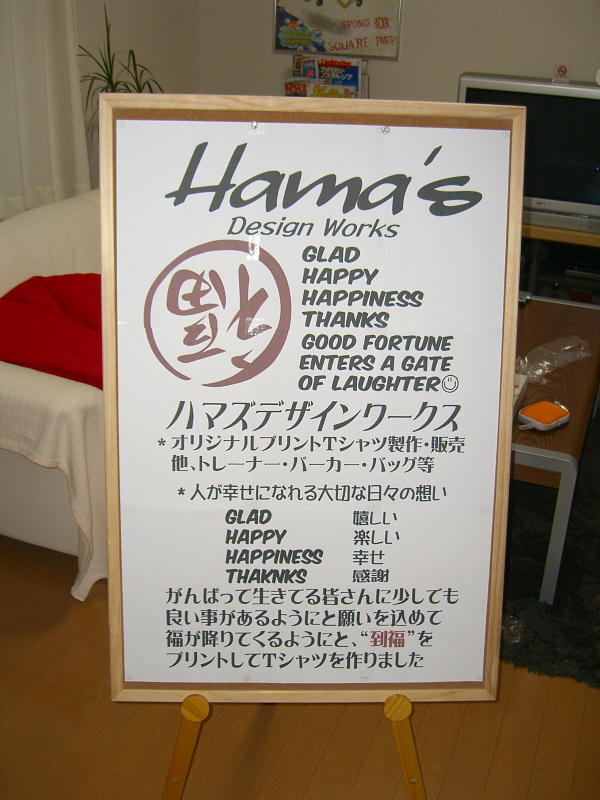 SPONGE BOB
SQUARE-PANTS
Lightning
Hama's
Design Works
福
GLAD
HAPPY
HAPPINESS
THANKS
GOOD FORTUNE
ENTERS A GATE
OF LAUGHTER☺
ハマズデザインワークス
*オリジナルプリントTシャツ製作・販売
他、トレーナー・パーカー・バッグ等
*人が幸せになれる大切な日々の想い
GLAD 嬉しい
HAPPY 楽しい
HAPPINESS 幸せ
THAKNKS 感謝
がんばって生きてる皆さんに少しでも
良い事があるようにと願いを込めて
福が降りてくるようにと、“到福”を
プリントしてTシャツを作りました